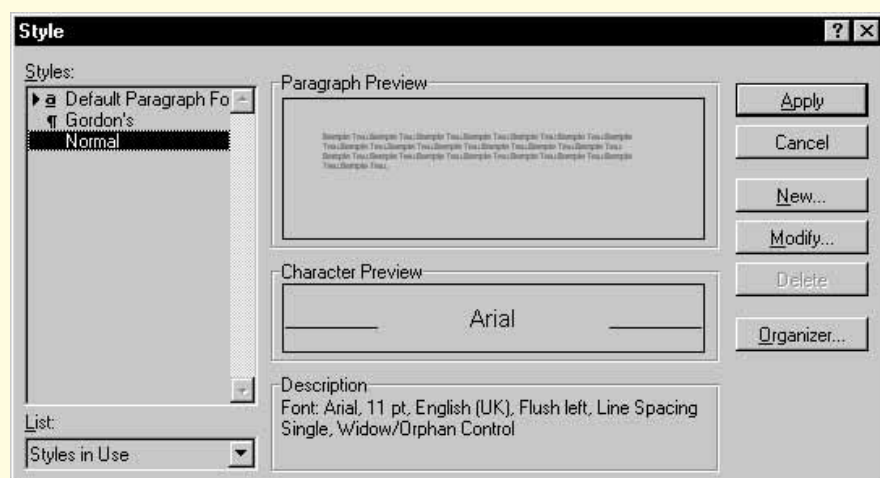 Style
Styles:
a Default Paragraph Fo
¶ Gordon's
Normal
List:
Styles in Use
Paragraph Preview
Character Preview
Arial
Description
Font: Arial, 11 pt, English (UK), Flush left, Line Spacing
Single, Widow/Orphan Control
Apply
Cancel
New...
Modify...
Delete
Organizer...